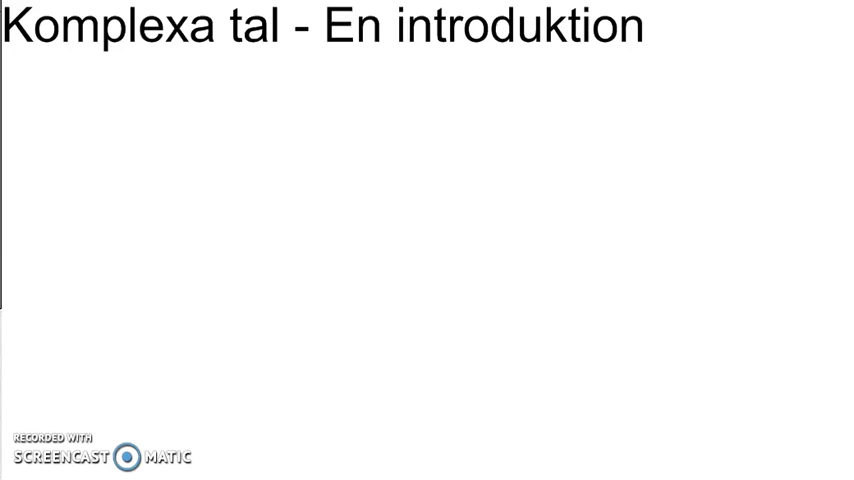 Komplexa tal - En introduktion
RECORDED WITH
SCREENCAST MATIC